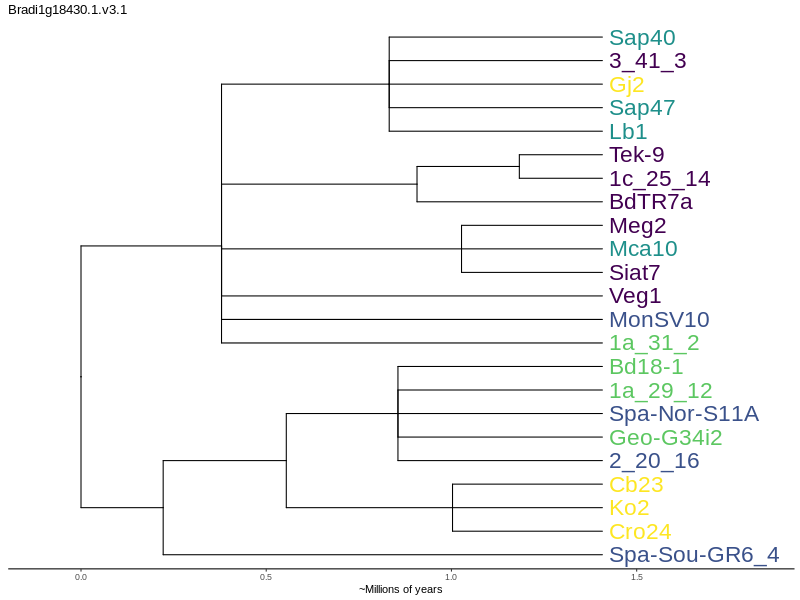 Bradi1g18430.1.v3.1
Sap40
3_41_3
Gj2
Sap47
Lb1
Tek-9
1c_25_14
BdTR7a
Meg2
Mca10
Siat7
Veg1
MonSV10
1a_31_2
Bd18-1
1a_29_12
Spa-Nor-S11A
Geo-G34i2
2_20_16
Cb23
Ko2
Cro24
Spa-Sou-GR6_4
0.0 0.5 1.0 1.5
~Millions of years